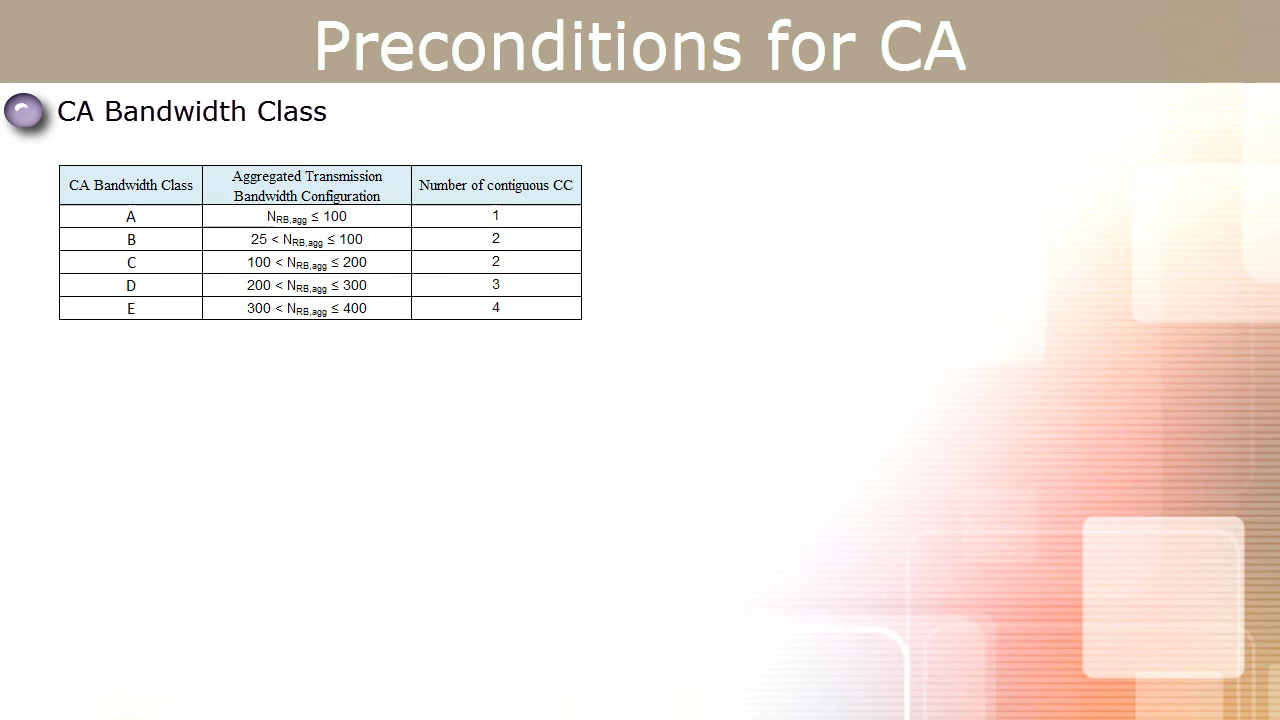 Preconditions for CA
CA Bandwidth Class
CA Bandwidth Class Aggregated Transmission Bandwidth Configuration Number of contiguous CC
A NRB,agg ≤ 100 1
B 25 < NRB,agg ≤ 100 2
C 100 < NRB,agg ≤ 200 2
D 200 < NRB,agg ≤ 300 3
E 300 < NRB,agg ≤ 400 4